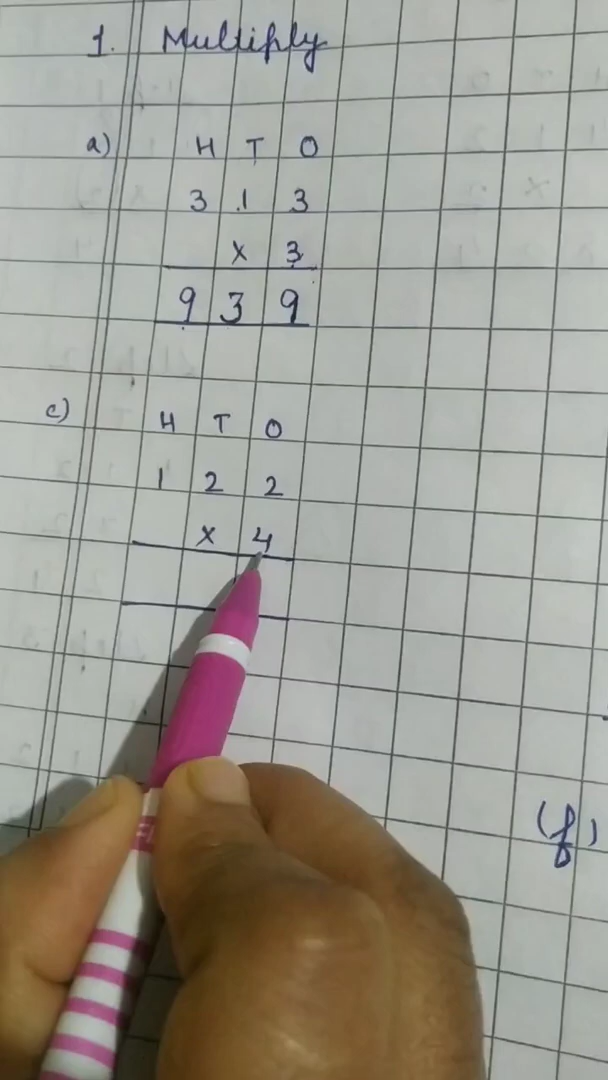 1. Multiply
a) H T O
3 1 3
x 3
9 3 9
c) H T O
1 2 2
x 4
(f)